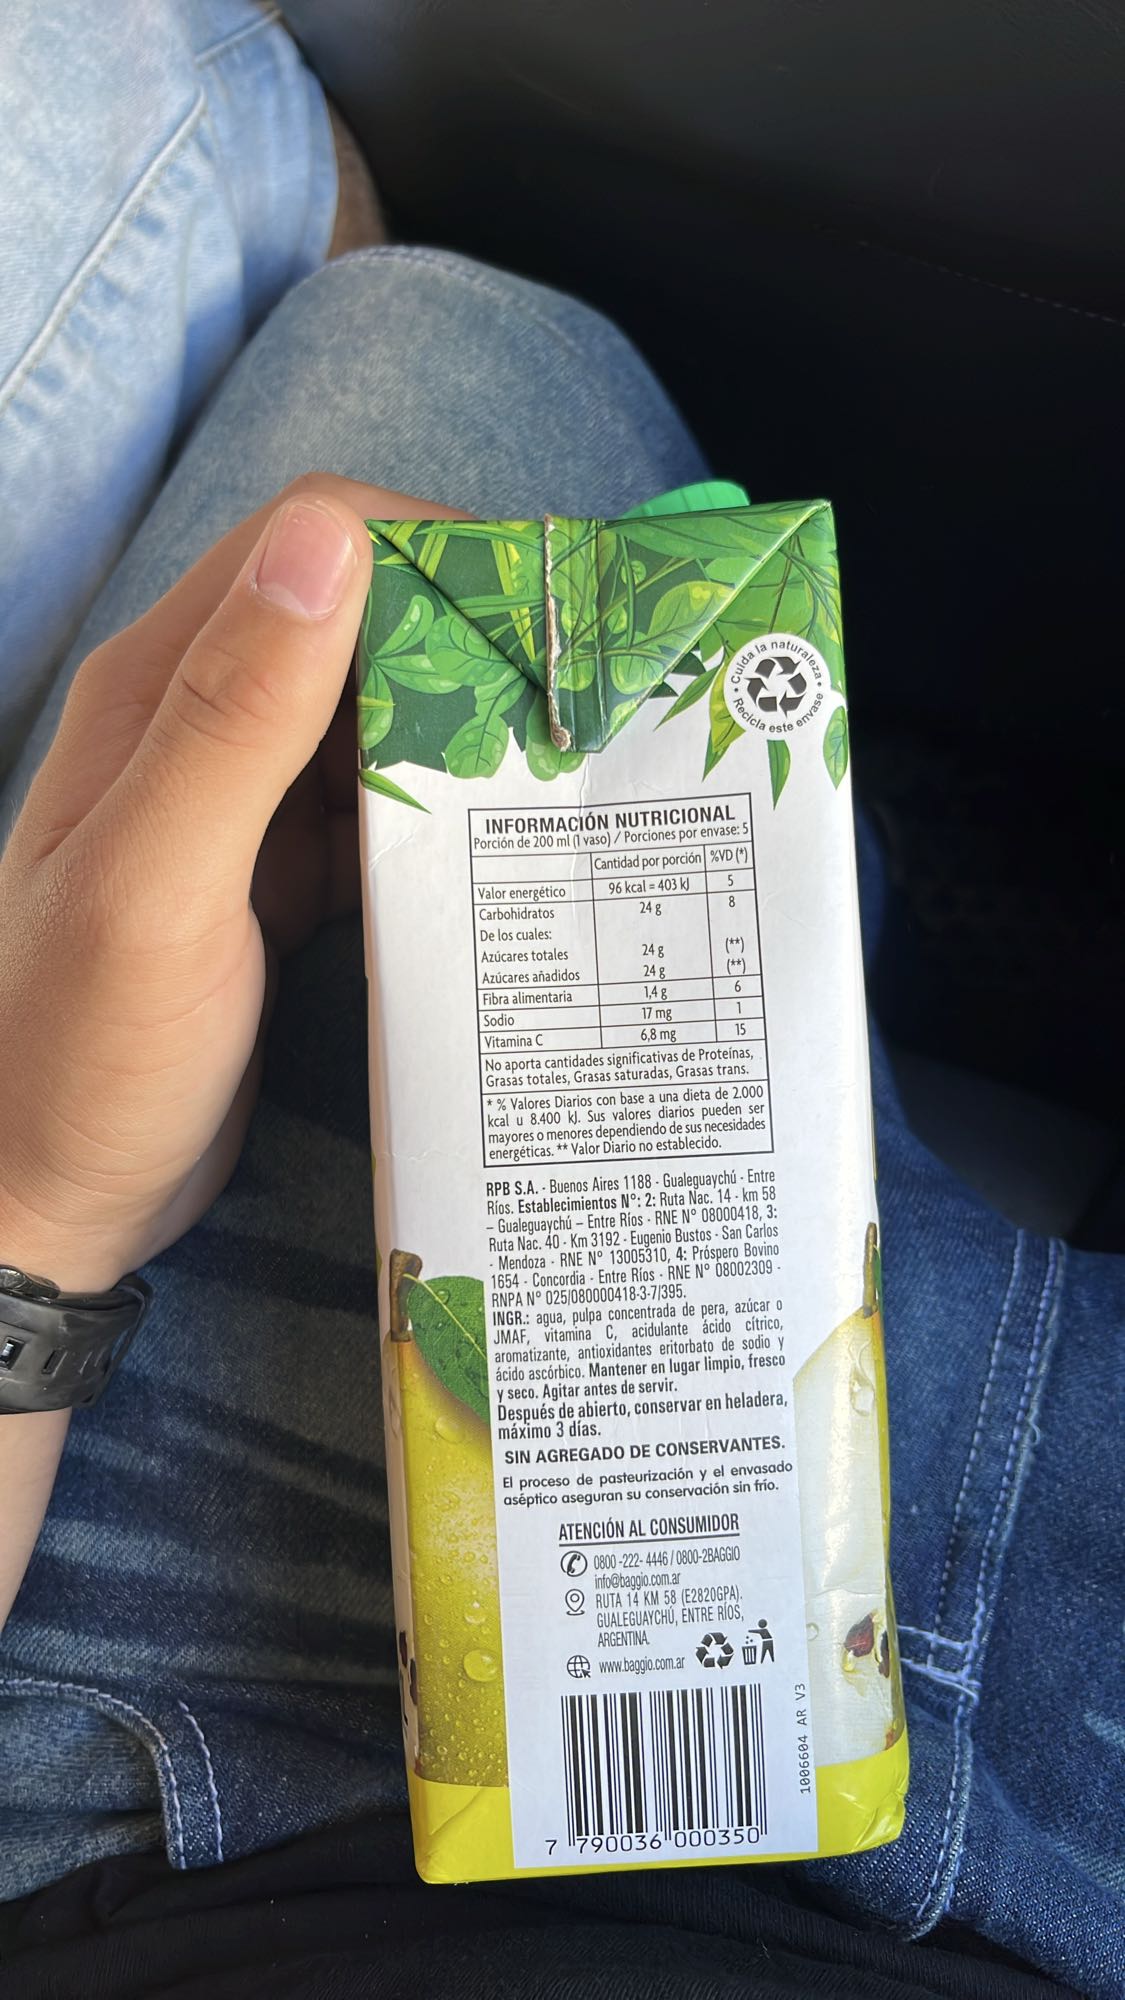 Cuida la naturaleza
Recicla este envase
INFORMACIÓN NUTRICIONAL
Porción de 200 ml (1 vaso) / Porciones por envase: 5
Cantidad por porción %VD (*)
Valor energético 96 kcal = 403 kJ 5
Carbohidratos 24 g 8
De los cuales:
Azúcares totales 24 g (**)
Azúcares añadidos 24 g (**)
Fibra alimentaria 1,4 g 6
Sodio 17 mg 1
Vitamina C 6,8 mg 15
No aporta cantidades significativas de Proteínas,
Grasas totales, Grasas saturadas, Grasas trans.
* % Valores Diarios con base a una dieta de 2.000
kcal u 8.400 kJ. Sus valores diarios pueden ser
mayores o menores dependiendo de sus necesidades
energéticas. ** Valor Diario no establecido.
RPB S.A. - Buenos Aires 1188 - Gualeguaychú - Entre
Ríos. Establecimientos N°: 2: Ruta Nac. 14 - km 58
– Gualeguaychú – Entre Ríos - RNE N° 08000418, 3:
Ruta Nac. 40 - Km 3192 - Eugenio Bustos - San Carlos
- Mendoza - RNE N° 13005310, 4: Próspero Bovino
1654 - Concordia - Entre Ríos - RNE N° 08002309 -
RNPA N° 025/080000418-3-7/395.
INGR.: agua, pulpa concentrada de pera, azúcar o
JMAF, vitamina C, acidulante ácido cítrico,
aromatizante, antioxidantes eritorbato de sodio y
ácido ascórbico. Mantener en lugar limpio, fresco
y seco. Agitar antes de servir.
Después de abierto, conservar en heladera,
máximo 3 días.
SIN AGREGADO DE CONSERVANTES.
El proceso de pasteurización y el envasado
aséptico aseguran su conservación sin frío.
ATENCIÓN AL CONSUMIDOR
0800 -222- 4446 / 0800-2BAGGIO
info@baggio.com.ar
RUTA 14 KM 58 (E2820GPA).
GUALEGUAYCHÚ, ENTRE RÍOS,
ARGENTINA.
www.baggio.com.ar
1006604 AR V3
7 790036 000350